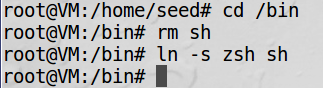 root@VM:/home/seed# cd /bin
root@VM:/bin# rm sh
root@VM:/bin# ln -s zsh sh
root@VM:/bin#